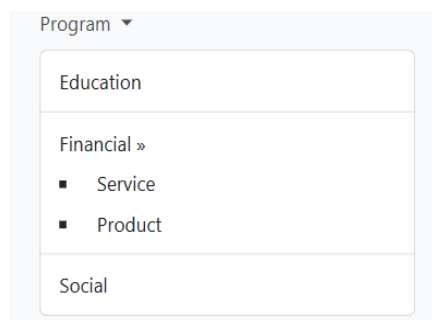 Program
Education
Financial »
Service
Product
Social